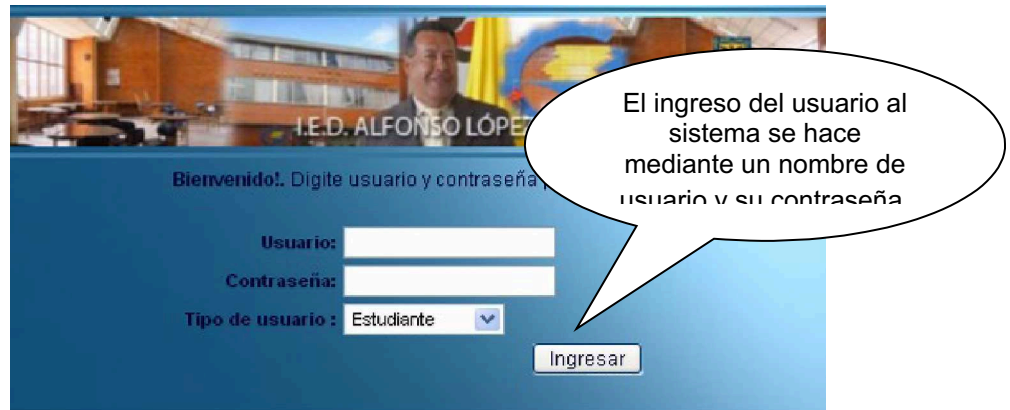 I.E.D. ALFONSO LÓPE
El ingreso del usuario al
sistema se hace
mediante un nombre de
usuario y su contraseña
Bienvenido!. Digite usuario y contraseña
Usuario:
Contraseña:
Tipo de usuario : Estudiante
Ingresar